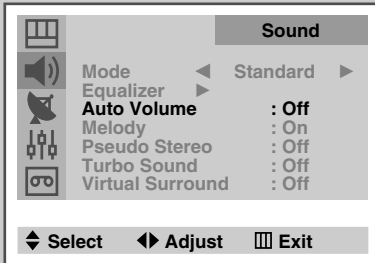 Sound
Mode ◀ Standard ▶
Equalizer ▶
Auto Volume : Off
Melody : On
Pseudo Stereo : Off
Turbo Sound : Off
Virtual Surround : Off
Select Adjust Exit